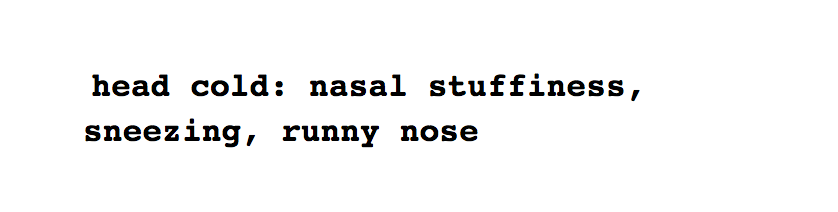 head cold: nasal stuffiness,
sneezing, runny nose